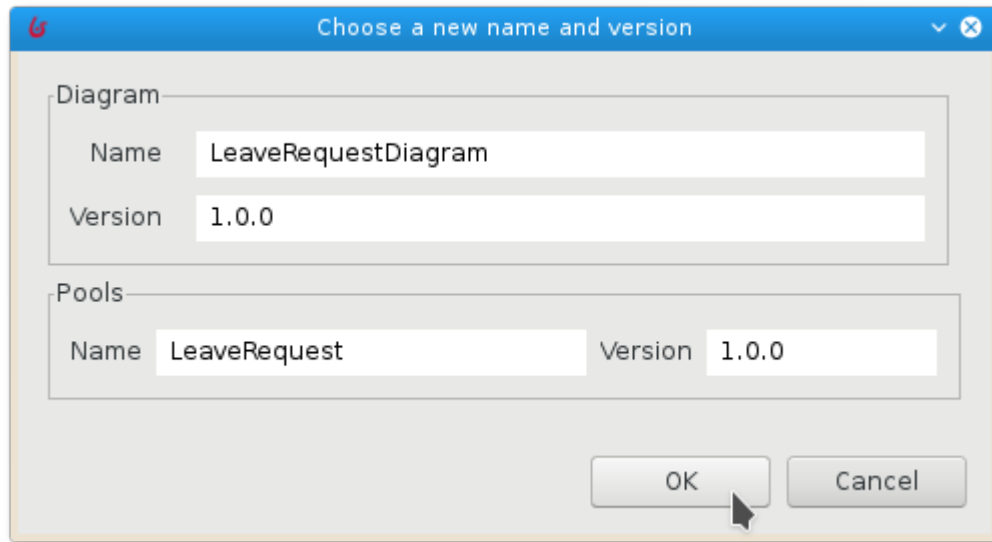 Choose a new name and version
Diagram
Name LeaveRequestDiagram
Version 1.0.0
Pools
Name LeaveRequest Version 1.0.0
OK Cancel